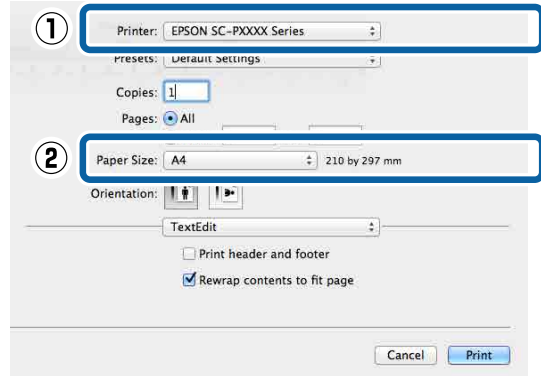 ① Printer: EPSON SC-PXXXX Series
Presets: Default Settings
Copies: 1
Pages: All
② Paper Size: A4 210 by 297 mm
Orientation:
TextEdit
Print header and footer
Rewrap contents to fit page
Cancel Print